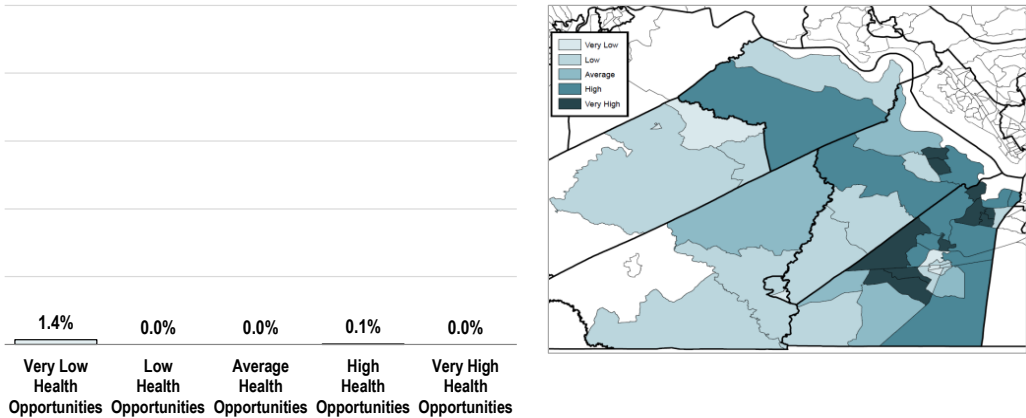 1.4%
0.0%
0.0%
0.1%
0.0%
Very Low
Health
Opportunities
Low
Health
Opportunities
Average
Health
Opportunities
High
Health
Opportunities
Very High
Health
Opportunities
Very Low
Low
Average
High
Very High